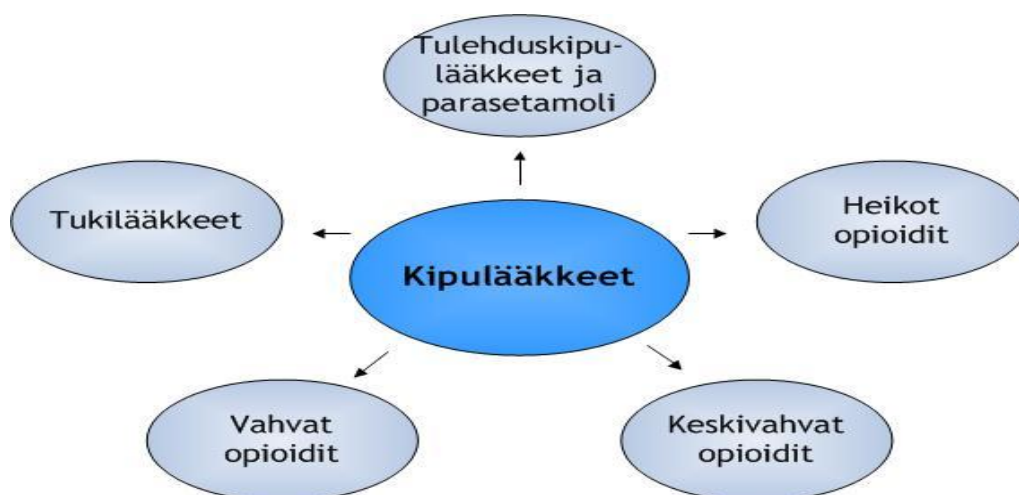 Tulehduskipu-
lääkkeet ja
parasetamoli
Tukilääkkeet
Heikot
opioidit
Kipulääkkeet
Vahvat
opioidit
Keskivahvat
opioidit